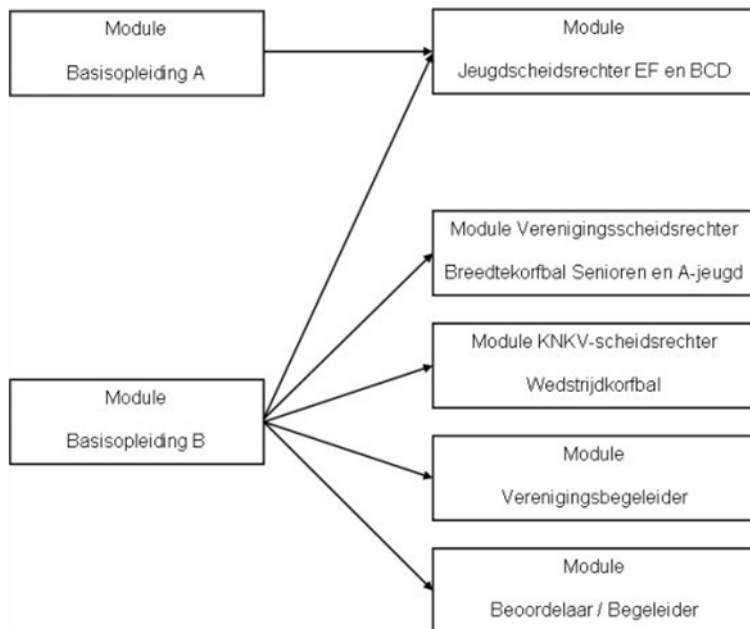 Module
Basisopleiding A
Module
Jeugdscheidsrechter EF en BCD
Module Verenigingsscheidsrechter
Breedtekorfbal Senioren en A-jeugd
Module KNKV-scheidsrechter
Wedstrijdkorfbal
Module
Basisopleiding B
Module
Verenigingsbegeleider
Module
Beoordelaar / Begeleider